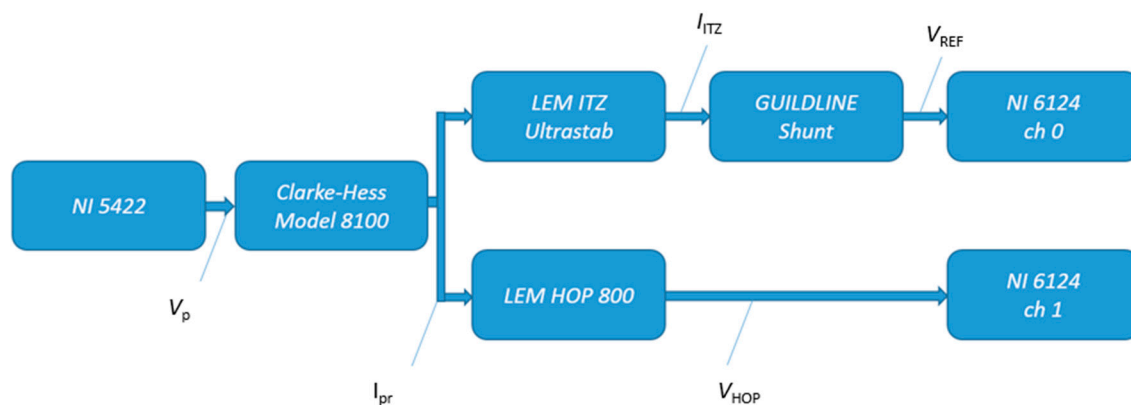 I_ITZ
V_REF
LEM ITZ
Ultrastab
GUILDLINE
Shunt
NI 6124
ch 0
NI 5422
Clarke-Hess
Model 8100
LEM HOP 800
NI 6124
ch 1
V_p
I_pr
V_HOP